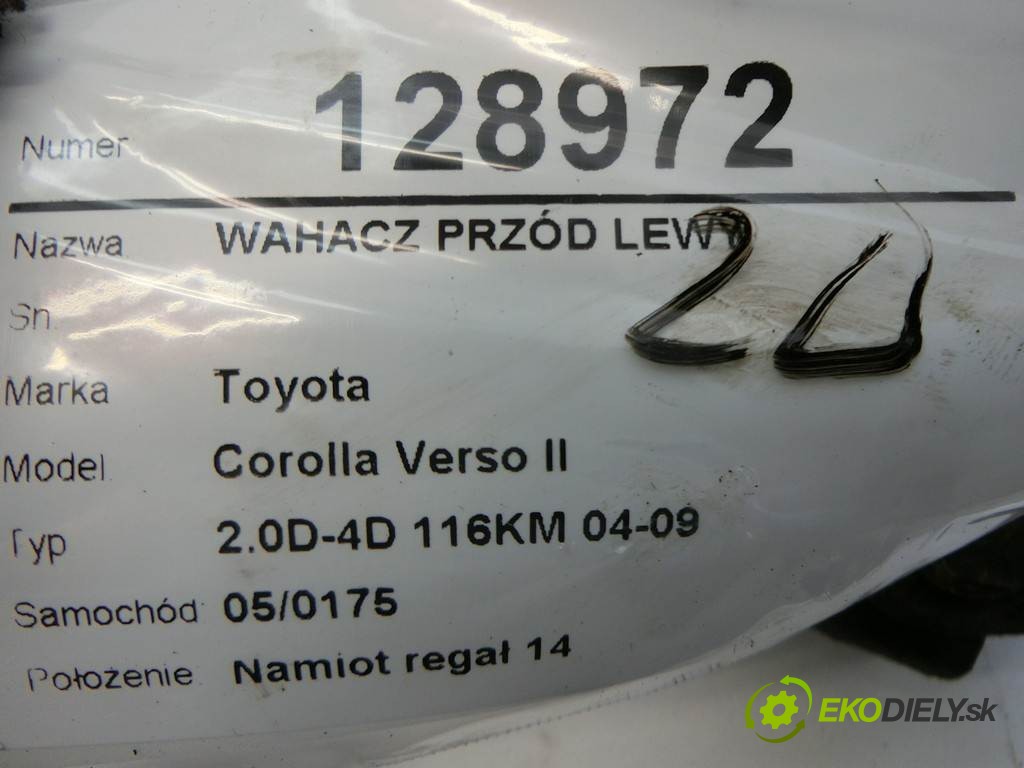 Numer 128972
Nazwa WAHACZ PRZÓD LEWY
Sn.
Marka Toyota
Model Corolla Verso II
Typ 2.0D-4D 116KM 04-09
Samochód 05/0175
Położenie Namiot regał 14
EKODIELY.sk